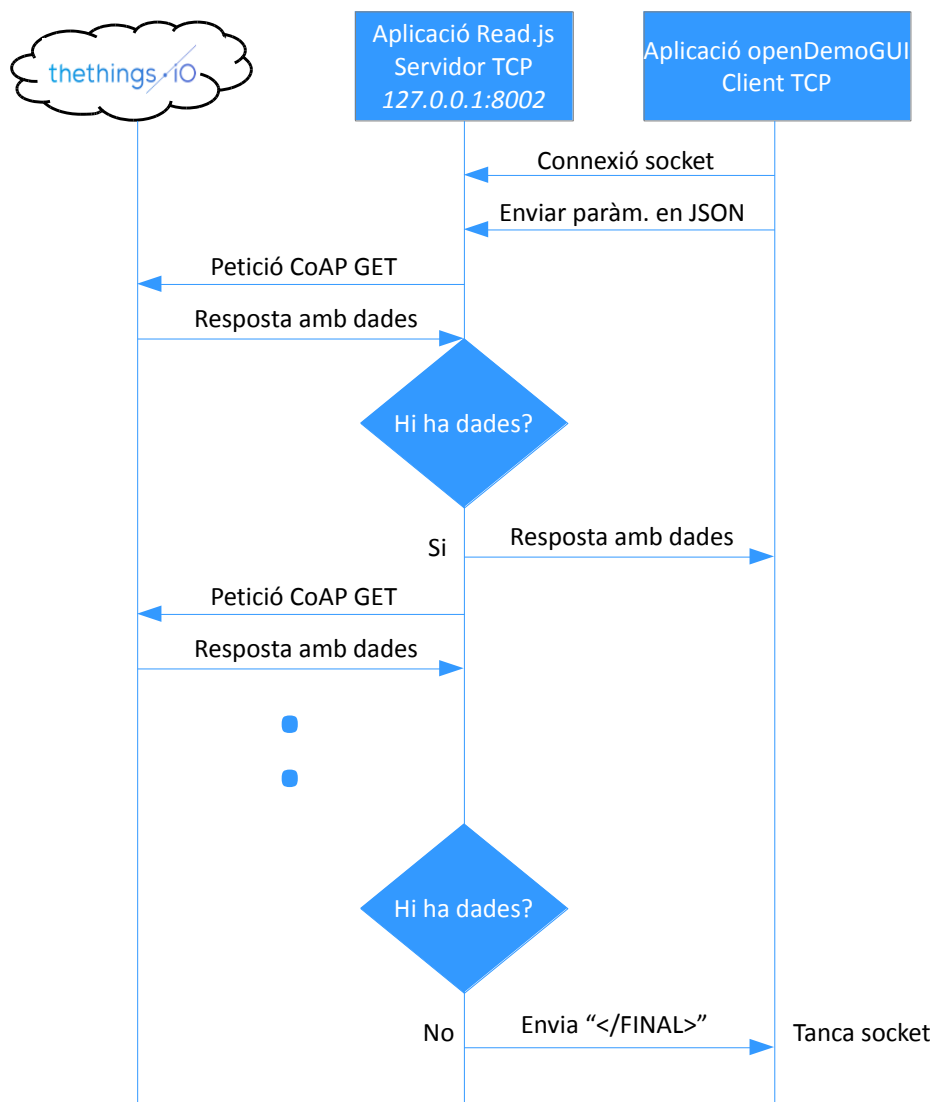 thethings.iO
Aplicació Read.js
Servidor TCP
127.0.0.1:8002
Aplicació openDemoGUI
Client TCP
Connexió socket
Enviar paràm. en JSON
Petició CoAP GET
Resposta amb dades
Hi ha dades?
Si
Resposta amb dades
Petició CoAP GET
Resposta amb dades
Hi ha dades?
No
Envia “</FINAL>”
Tanca socket